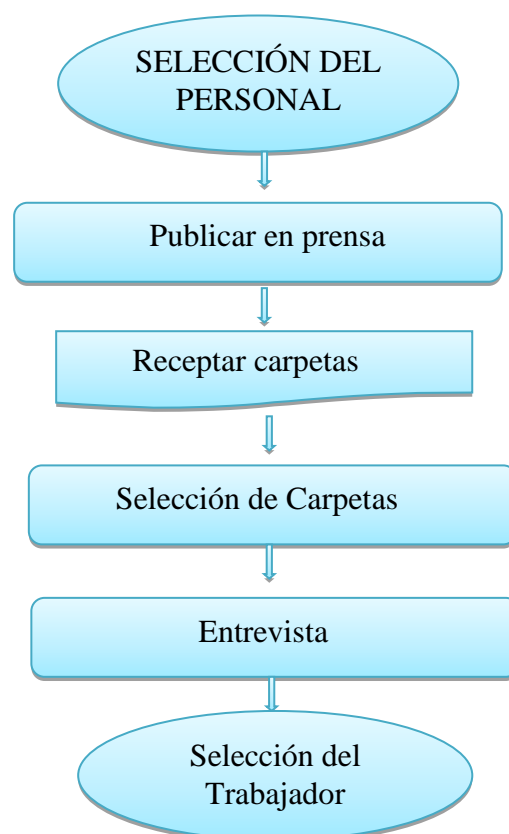 SELECCIÓN DEL
PERSONAL
Publicar en prensa
Receptar carpetas
Selección de Carpetas
Entrevista
Selección del
Trabajador